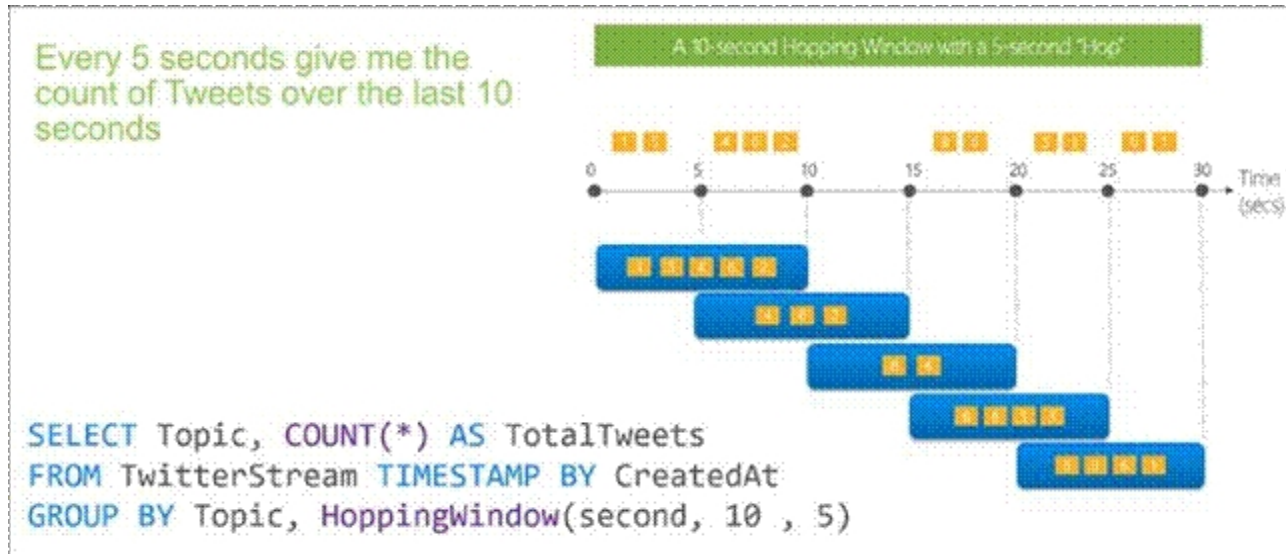 Every 5 seconds give me the
count of Tweets over the last 10
seconds
A 10-second Hopping Window with a 5-second "Hop"
0 5 10 15 20 25 30
Time
(secs)
SELECT Topic, COUNT(*) AS TotalTweets
FROM TwitterStream TIMESTAMP BY CreatedAt
GROUP BY Topic, HoppingWindow(second, 10 , 5)